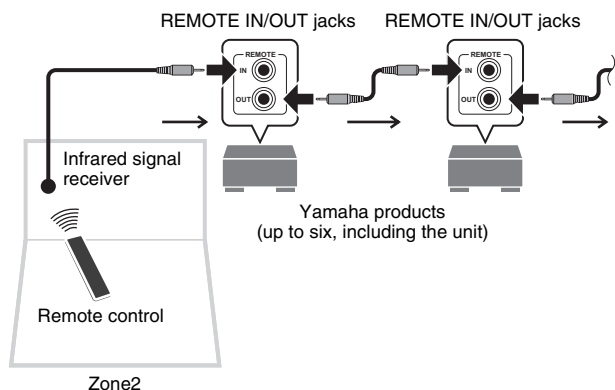 REMOTE IN/OUT jacks
REMOTE IN/OUT jacks
REMOTE
IN
OUT
REMOTE
IN
OUT
Infrared signal
receiver
Yamaha products
(up to six, including the unit)
Remote control
Zone2